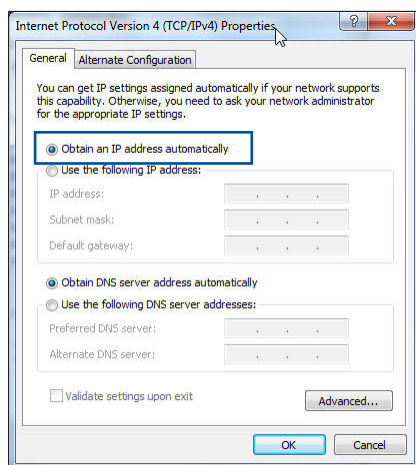 Internet Protocol Version 4 (TCP/IPv4) Properties
General
Alternate Configuration
You can get IP settings assigned automatically if your network supports
this capability. Otherwise, you need to ask your network administrator
for the appropriate IP settings.
Obtain an IP address automatically
Use the following IP address:
IP address:
Subnet mask:
Default gateway:
Obtain DNS server address automatically
Use the following DNS server addresses:
Preferred DNS server:
Alternate DNS server:
Validate settings upon exit
Advanced...
OK
Cancel